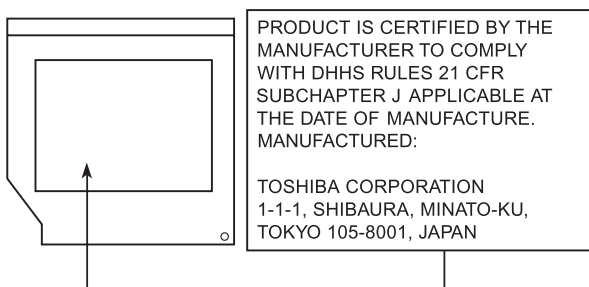 PRODUCT IS CERTIFIED BY THE
MANUFACTURER TO COMPLY
WITH DHHS RULES 21 CFR
SUBCHAPTER J APPLICABLE AT
THE DATE OF MANUFACTURE.
MANUFACTURED:
TOSHIBA CORPORATION
1-1-1, SHIBAURA, MINATO-KU,
TOKYO 105-8001, JAPAN